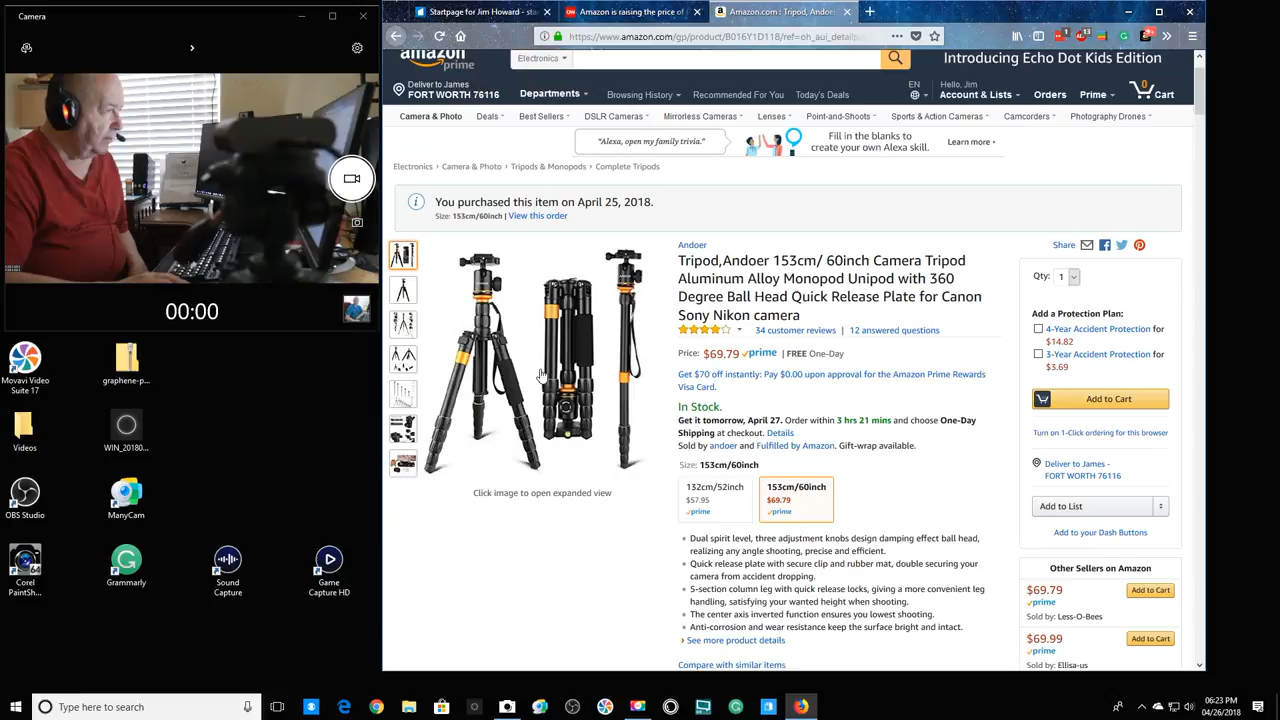 Camera
Startpage for Jim Howard - sta
Amazon is raising the price of
Amazon.com : Tripod, Andoe
https://www.amazon.com/gp/product/B016Y1D118/ref=oh_aui_detailp
amazon
prime
Electronics
Introducing Echo Dot Kids Edition
Deliver to James
FORT WORTH 76116
Departments
Browsing History
Recommended For You
Today's Deals
EN
Hello, Jim
Account & Lists
Orders
Prime
0
Cart
Camera & Photo
Deals
Best Sellers
DSLR Cameras
Mirrorless Cameras
Lenses
Point-and-Shoots
Sports & Action Cameras
Camcorders
Photography Drones
"Alexa, open my family trivia."
Fill in the blanks to
create your own Alexa skill.
Learn more ›
Electronics › Camera & Photo › Tripods & Monopods › Complete Tripods
You purchased this item on April 25, 2018.
Size: 153cm/60inch | View this order
Andoer
Tripod,Andoer 153cm/ 60inch Camera Tripod
Aluminum Alloy Monopod Unipod with 360
Degree Ball Head Quick Release Plate for Canon
Sony Nikon camera
34 customer reviews | 12 answered questions
Price: $69.79 prime | FREE One-Day
Get $70 off instantly: Pay $0.00 upon approval for the Amazon Prime Rewards
Visa Card.
In Stock.
Get it tomorrow, April 27. Order within 3 hrs 21 mins and choose One-Day
Shipping at checkout. Details
Sold by andoer and Fulfilled by Amazon. Gift-wrap available.
Size: 153cm/60inch
132cm/52inch
$57.95
prime
153cm/60inch
$69.79
prime
Dual spirit level, three adjustment knobs design damping effect ball head,
realizing any angle shooting, precise and efficient.
Quick release plate with secure clip and rubber mat, double securing your
camera from accident dropping.
5-section column leg with quick release locks, giving a more convenient leg
handling, satisfying your wanted height when shooting.
The center axis inverted function ensures you lowest shooting.
Anti-corrosion and wear resistance keep the surface bright and intact.
› See more product details
Compare with similar items
Click image to open expanded view
Share
Qty: 1
Add a Protection Plan:
4-Year Accident Protection for
$14.82
3-Year Accident Protection for
$3.69
Add to Cart
Turn on 1-Click ordering for this browser
Deliver to James -
FORT WORTH 76116
Add to List
Add to your Dash Buttons
Other Sellers on Amazon
$69.79
prime
Add to Cart
Sold by: Less-O-Bees
$69.99
prime
Add to Cart
Sold by: Ellisa-us
00:00
Movavi Video
Suite 17
graphene-p...
Videos
WIN_20180...
OBS Studio
ManyCam
Corel
PaintSh...
Grammarly
Sound
Capture
Game
Capture HD
Type here to search
06:23 PM
04/26/2018